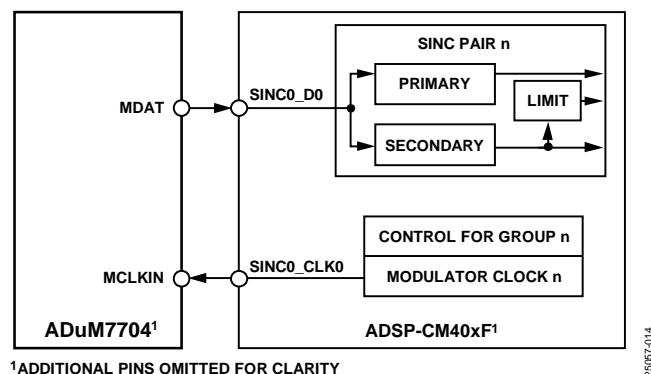 SINC PAIR n
PRIMARY
LIMIT
SECONDARY
MDAT
SINC0_D0
CONTROL FOR GROUP n
MODULATOR CLOCK n
MCLKIN
SINC0_CLK0
ADuM7704¹
ADSP-CM40xF¹
¹ADDITIONAL PINS OMITTED FOR CLARITY
25057-014